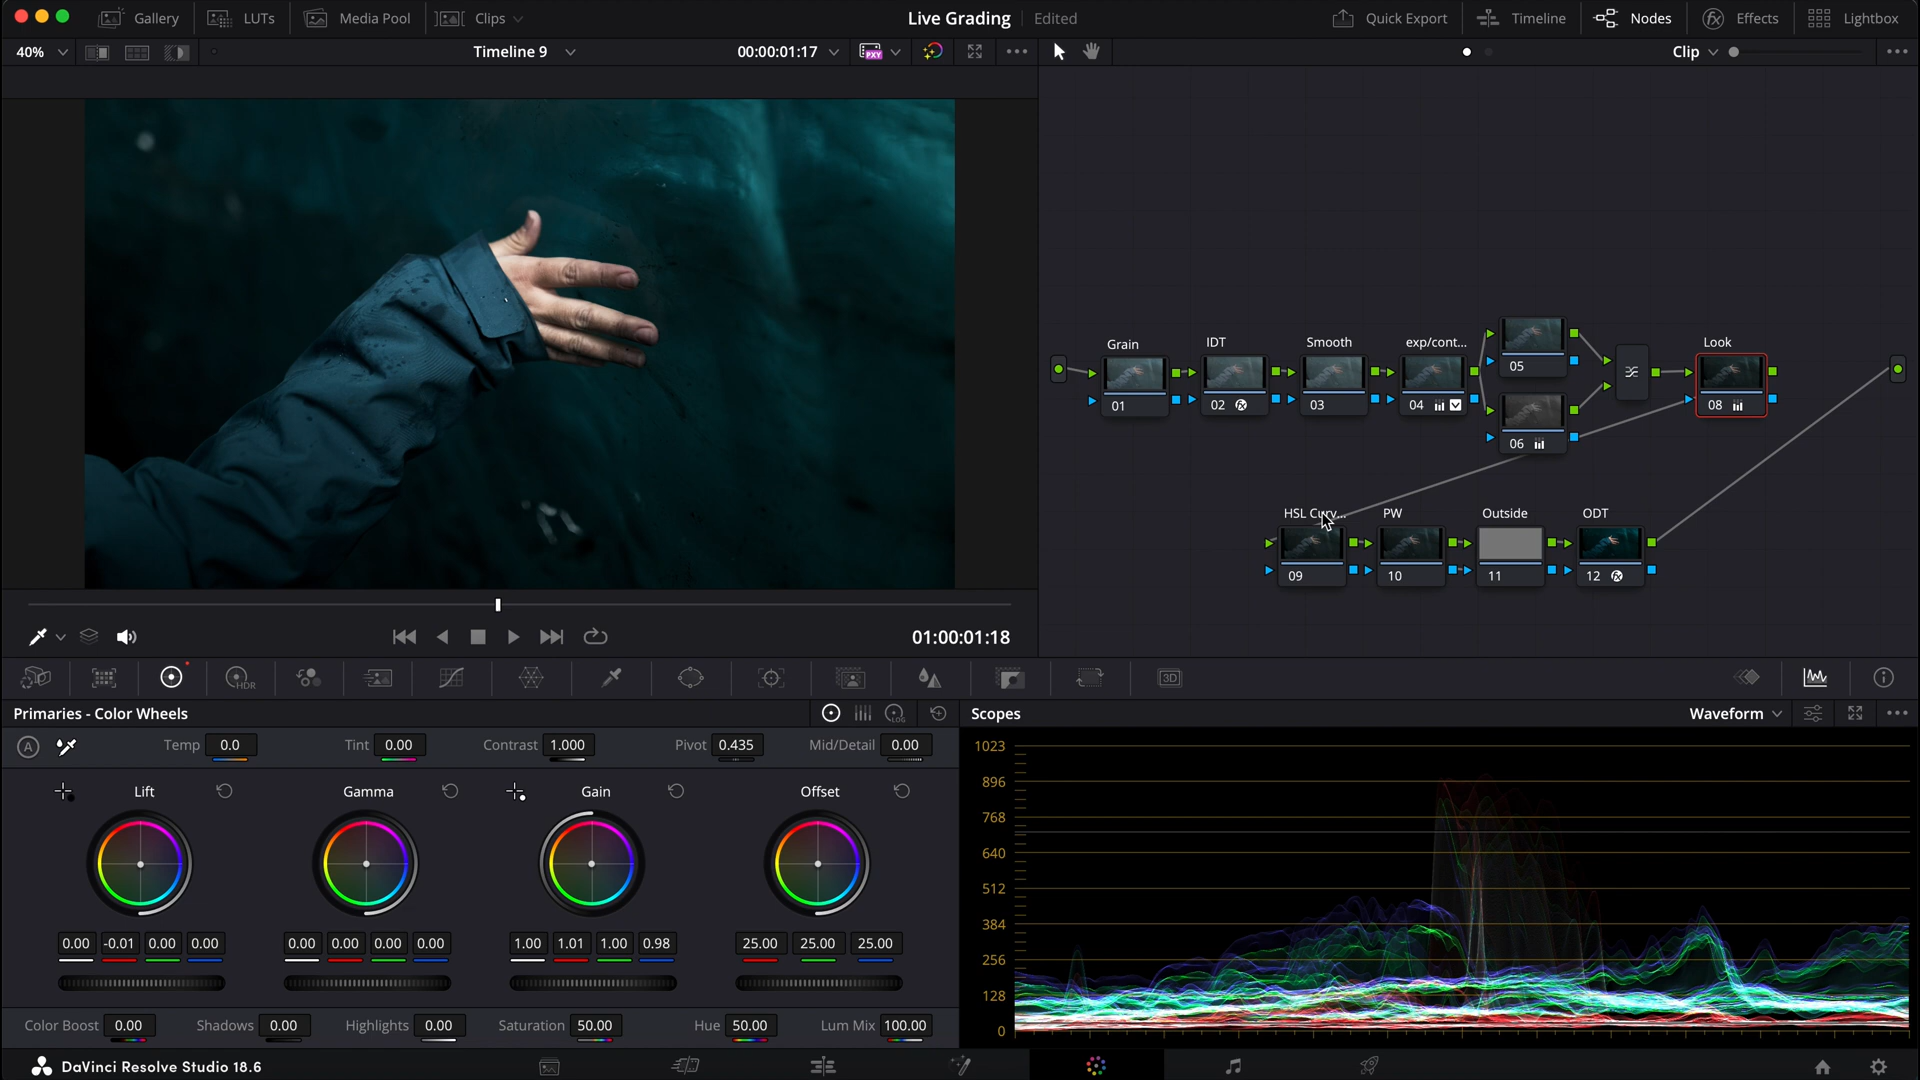 Gallery LUTs Media Pool Clips Live Grading Edited Quick Export Timeline Nodes Effects Lightbox
40% Timeline 9 00:00:01:17 PXY Clip
Grain IDT Smooth exp/cont... Look
05
01 02 03 04 08
06
HSL Curv... PW Outside ODT
09 10 11 12
01:00:01:18
HDR 3D
Primaries - Color Wheels LOG Scopes Waveform
A Temp 0.0 Tint 0.00 Contrast 1.000 Pivot 0.435 Mid/Detail 0.00
Lift Gamma Gain Offset
0.00 -0.01 0.00 0.00 0.00 0.00 0.00 0.00 1.00 1.01 1.00 0.98 25.00 25.00 25.00
Color Boost 0.00 Shadows 0.00 Highlights 0.00 Saturation 50.00 Hue 50.00 Lum Mix 100.00
1023
896
768
640
512
384
256
128
0
DaVinci Resolve Studio 18.6